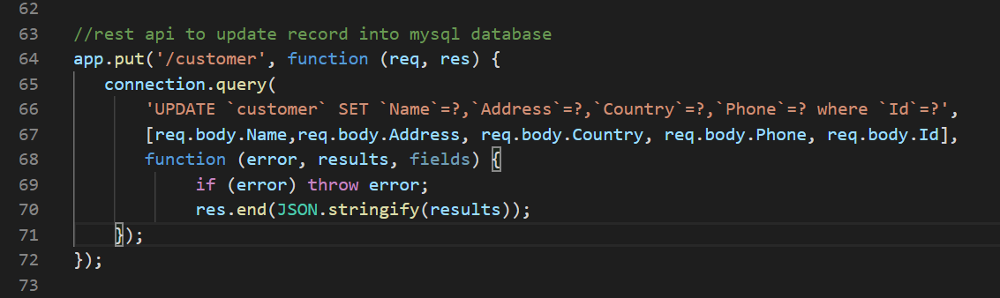 62
63 //rest api to update record into mysql database
64 app.put('/customer', function (req, res) {
65 connection.query(
66 'UPDATE `customer` SET `Name`=?,`Address`=?,`Country`=?,`Phone`=? where `Id`=?',
67 [req.body.Name,req.body.Address, req.body.Country, req.body.Phone, req.body.Id],
68 function (error, results, fields) {
69 if (error) throw error;
70 res.end(JSON.stringify(results));
71 });
72 });
73